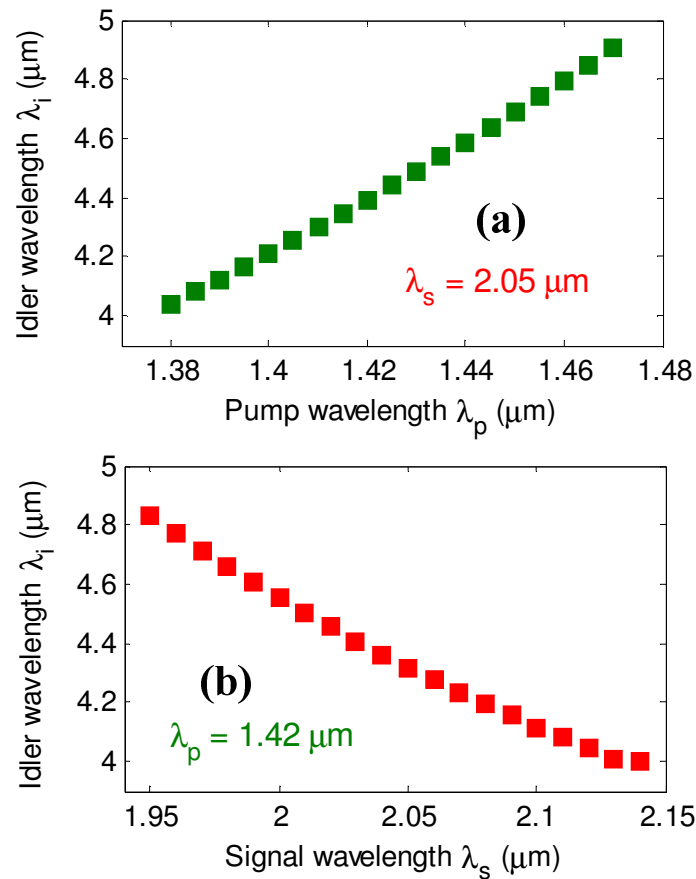 5
4.8
4.6
4.4
4.2
4
Idler wavelength λi (μm)
(a)
λs = 2.05 μm
1.38 1.4 1.42 1.44 1.46 1.48
Pump wavelength λp (μm)
5
4.8
4.6
4.4
4.2
4
Idler wavelength λi (μm)
(b)
λp = 1.42 μm
1.95 2 2.05 2.1 2.15
Signal wavelength λs (μm)